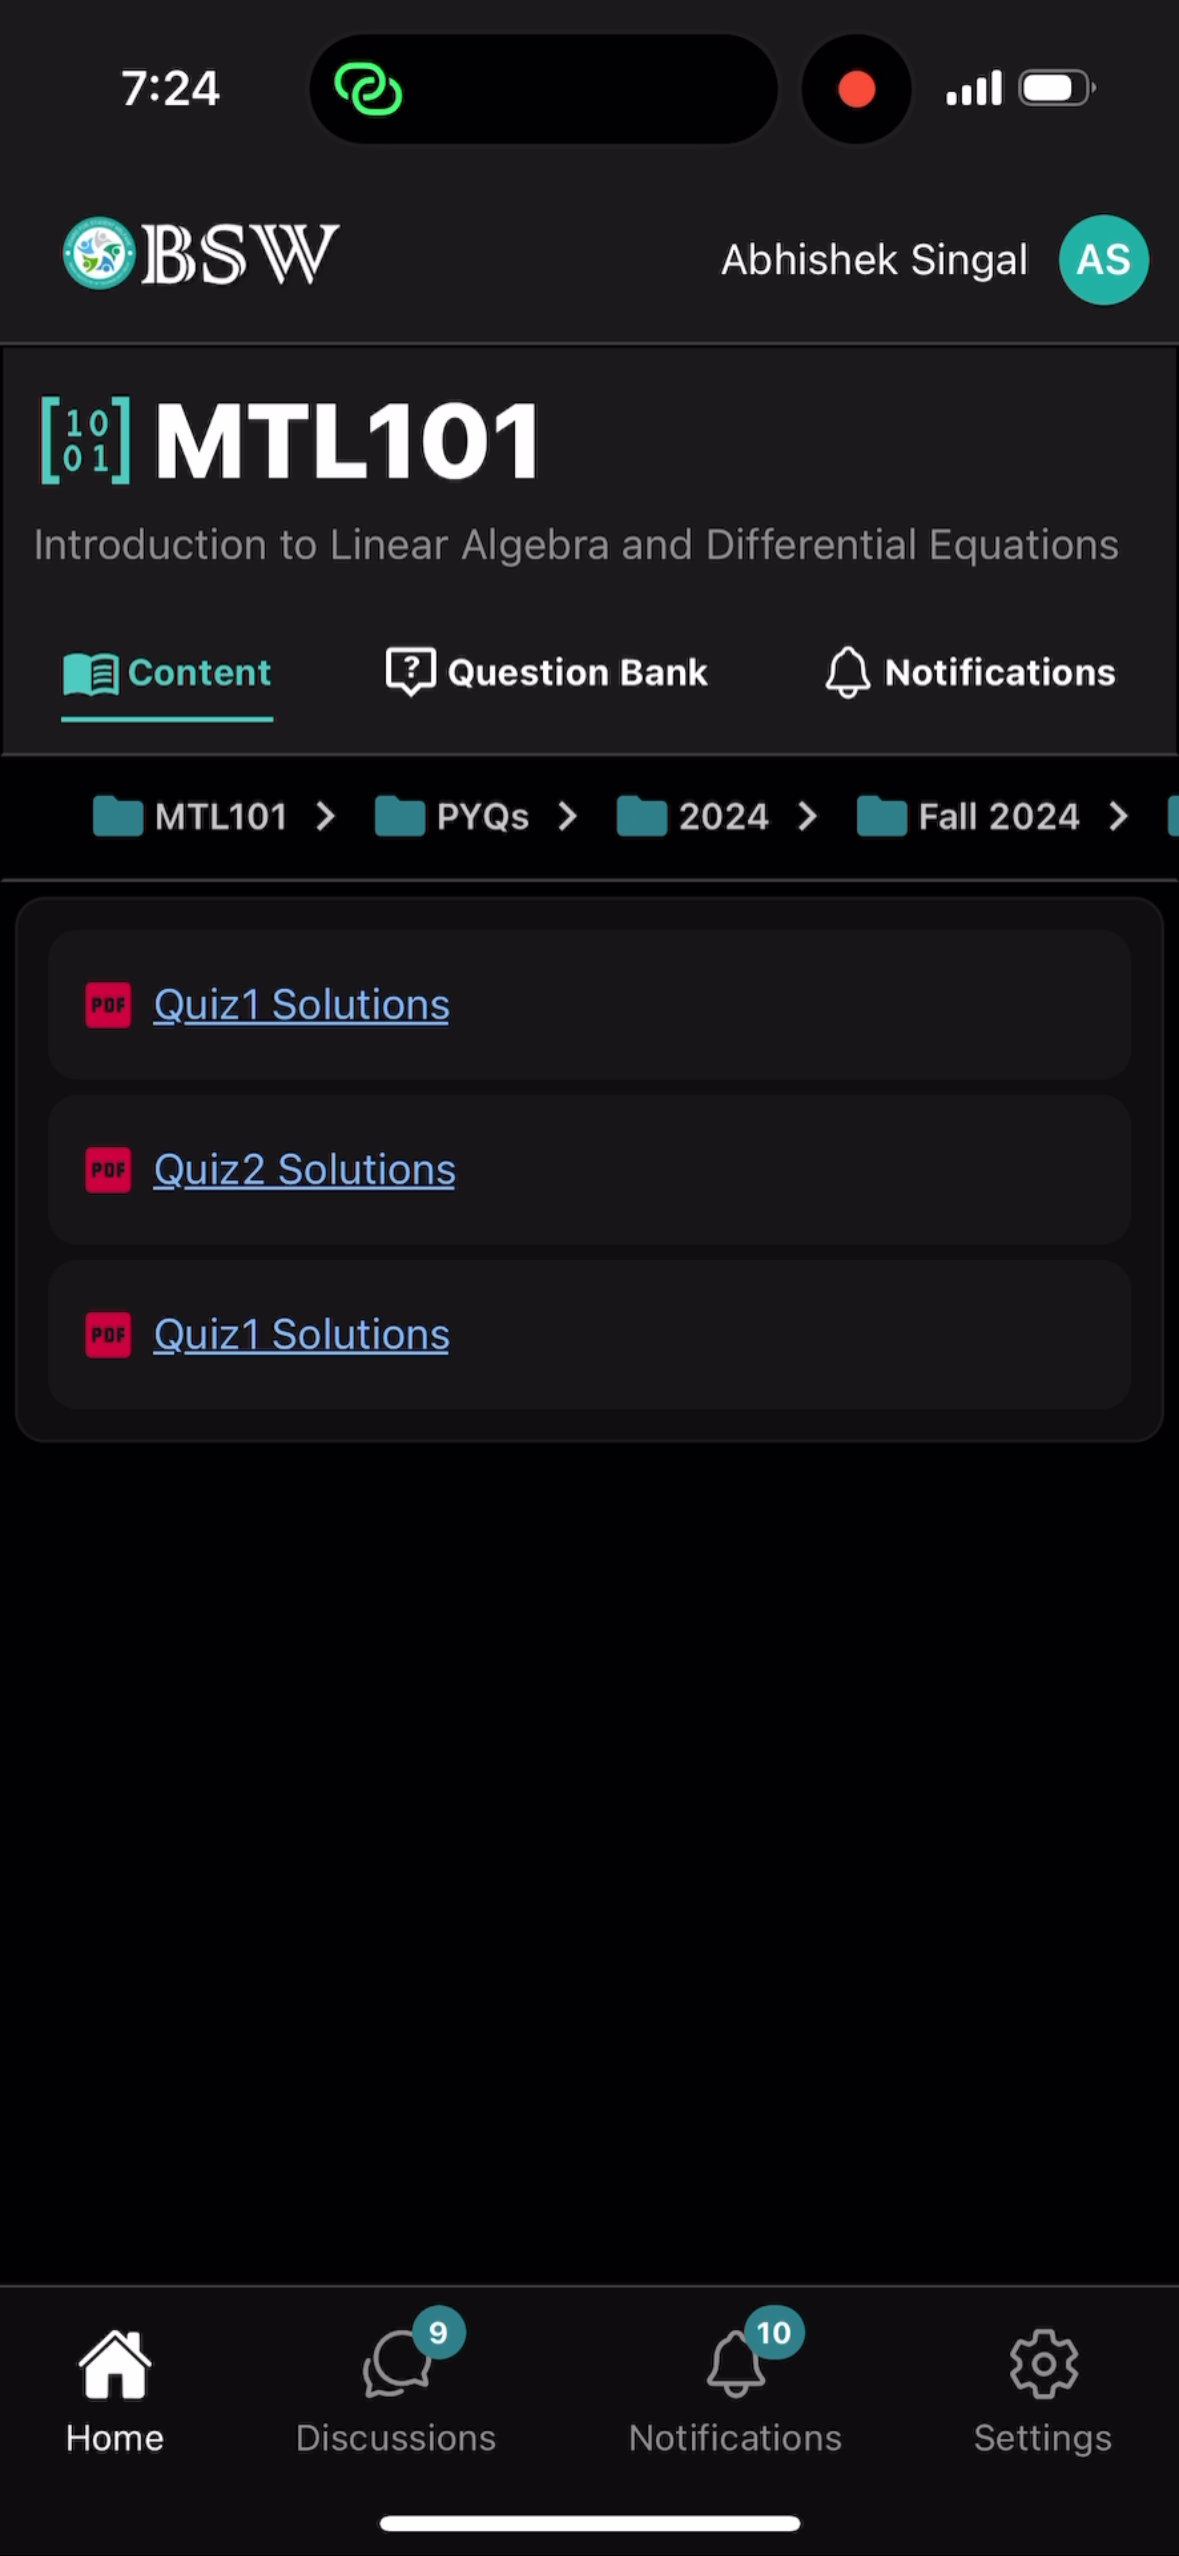 7:24
BSW
Abhishek Singal AS
10
01
MTL101
Introduction to Linear Algebra and Differential Equations
Content Question Bank Notifications
MTL101 PYQs 2024 Fall 2024
PDF Quiz1 Solutions
PDF Quiz2 Solutions
PDF Quiz1 Solutions
9 10
Home Discussions Notifications Settings